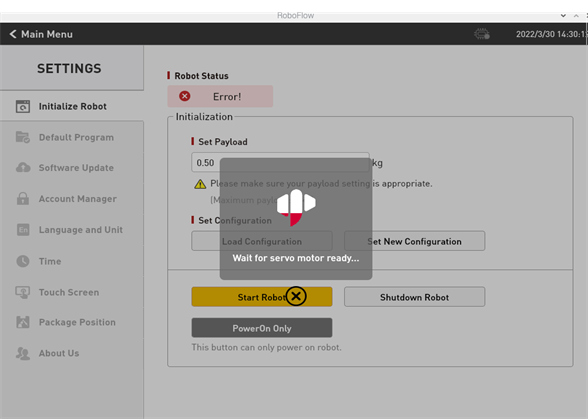 RoboFlow
Main Menu
2022/3/30 14:30:1
SETTINGS
Initialize Robot
Default Program
Software Update
Account Manager
En
Language and Unit
Time
Touch Screen
Package Position
About Us
Robot Status
Error!
Initialization
Set Payload
0.50
kg
Please make sure your payload setting is appropriate.
(Maximum
Set Configuration
Load Configuration
Set New Configuration
Wait for servo motor ready...
Start Robot
Shutdown Robot
PowerOn Only
This button can only power on robot.